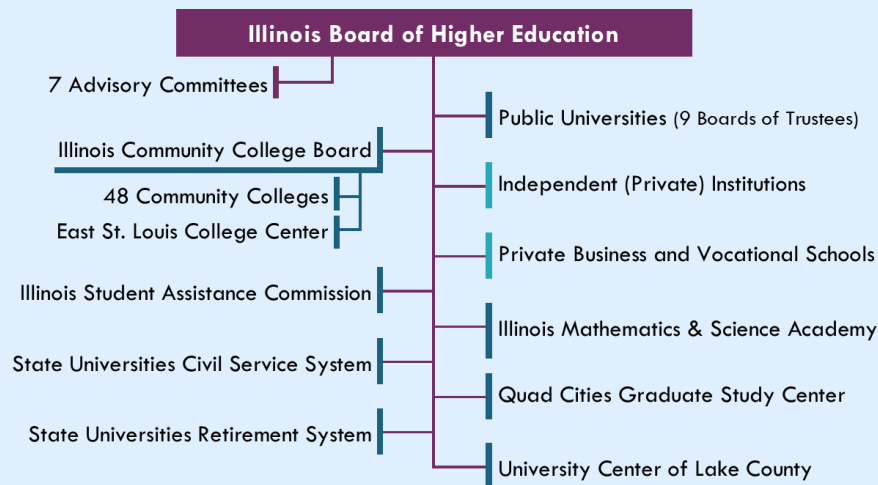 Illinois Board of Higher Education
7 Advisory Committees
Illinois Community College Board
48 Community Colleges
East St. Louis College Center
Illinois Student Assistance Commission
State Universities Civil Service System
State Universities Retirement System
Public Universities (9 Boards of Trustees)
Independent (Private) Institutions
Private Business and Vocational Schools
Illinois Mathematics & Science Academy
Quad Cities Graduate Study Center
University Center of Lake County